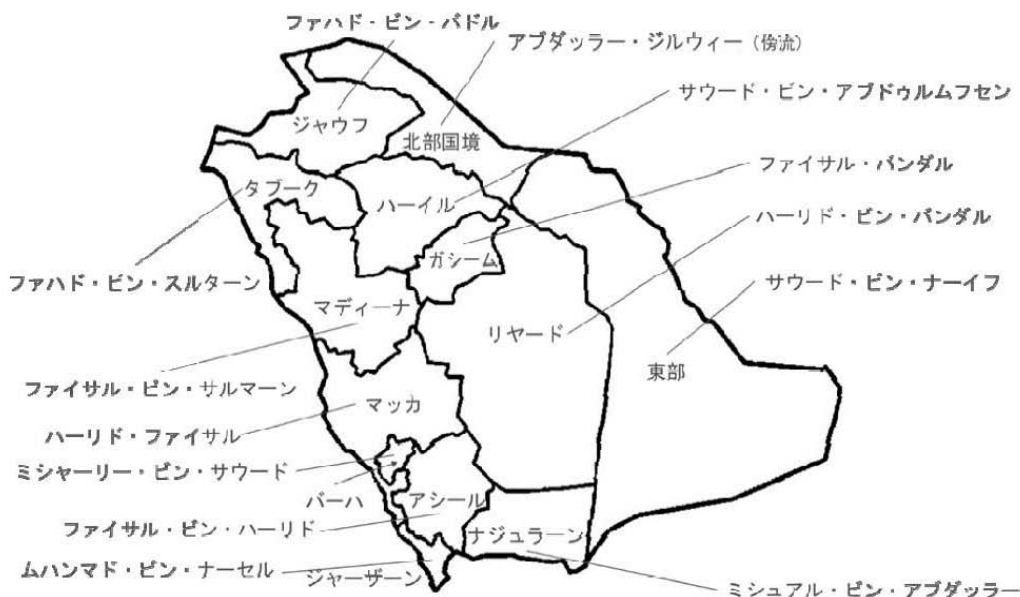 ファハド・ビン・バドル
アブダッラー・ジルウィー (傍流)
サウード・ビン・アブドゥルムフセン
ジャウフ
北部国境
ファイサル・バンダル
タブーク
ハーイル
ハーリド・ビン・バンダル
ガシーム
ファハド・ビン・スルターン
サウード・ビン・ナーイフ
マディーナ
リヤード
東部
ファイサル・ビン・サルマーン
マッカ
ハーリド・ファイサル
ミシャーリー・ビン・サウード
バーハ
アシール
ファイサル・ビン・ハーリド
ナジュラーン
ムハンマド・ビン・ナーセル
ジャーザーン
ミシュアル・ビン・アブダッラー